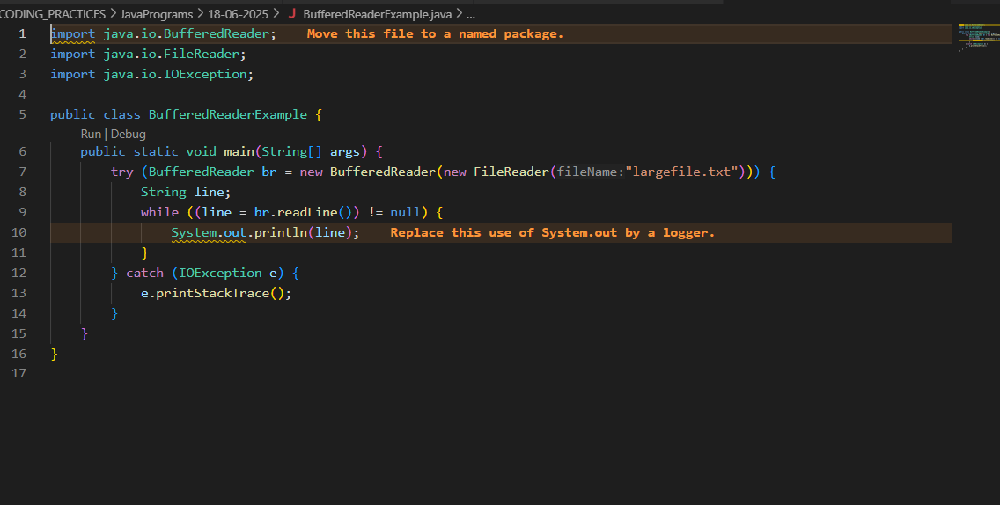 CODING_PRACTICES > JavaPrograms > 18-06-2025 > J BufferedReaderExample.java > ...
1 import java.io.BufferedReader;    Move this file to a named package.
2 import java.io.FileReader;
3 import java.io.IOException;
4
5 public class BufferedReaderExample {
Run | Debug
6     public static void main(String[] args) {
7         try (BufferedReader br = new BufferedReader(new FileReader(fileName:"largefile.txt"))) {
8             String line;
9             while ((line = br.readLine()) != null) {
10                 System.out.println(line);    Replace this use of System.out by a logger.
11             }
12         } catch (IOException e) {
13             e.printStackTrace();
14         }
15     }
16 }
17